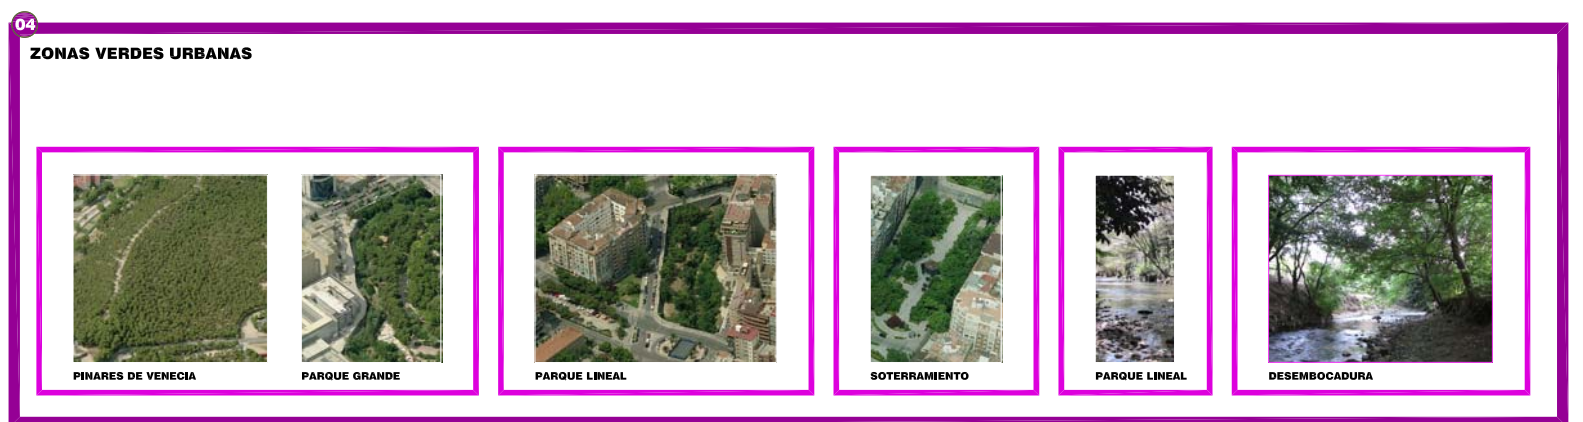 04
ZONAS VERDES URBANAS
PINARES DE VENECIA
PARQUE GRANDE
PARQUE LINEAL
SOTERRAMIENTO
PARQUE LINEAL
DESEMBOCADURA